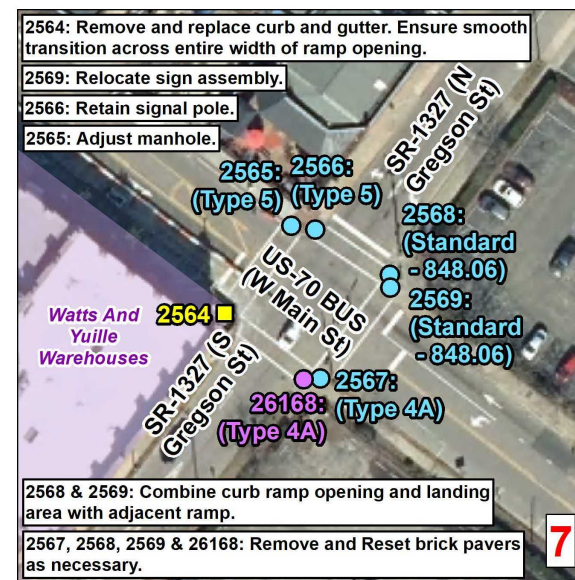 2564: Remove and replace curb and gutter. Ensure smooth
transition across entire width of ramp opening.
2569: Relocate sign assembly.
2566: Retain signal pole.
2565: Adjust manhole.
SR-1327 (N
Gregson St)
2565:
(Type 5)
2566:
(Type 5)
2568:
(Standard
- 848.06)
US-70 BUS
(W Main St)
2569:
(Standard
- 848.06)
Watts And
Yuille
Warehouses
2564
SR-1327 (S
Gregson St)
2567:
(Type 4A)
26168:
(Type 4A)
2568 & 2569: Combine curb ramp opening and landing
area with adjacent ramp.
2567, 2568, 2569 & 26168: Remove and Reset brick pavers
as necessary.
7